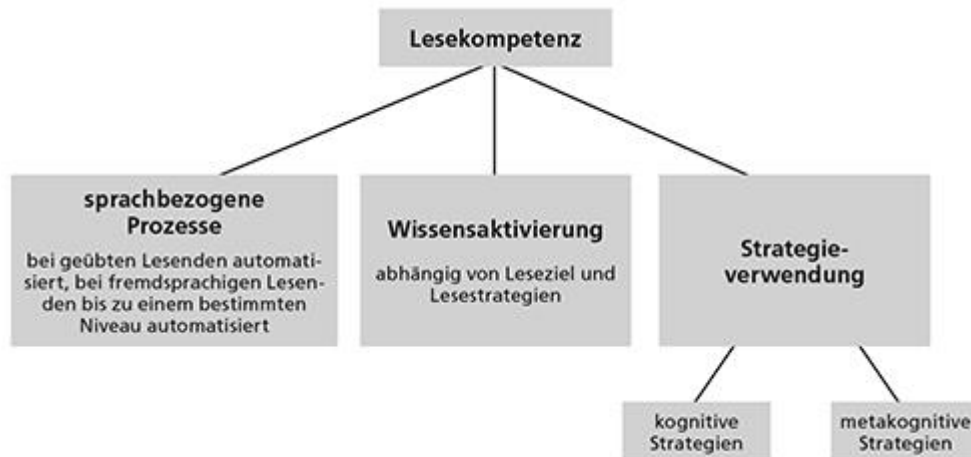 Lesekompetenz
sprachbezogene
Prozesse
bei geübten Lesenden automati-
siert, bei fremdsprachigen Lesen-
den bis zu einem bestimmten
Niveau automatisiert
Wissensaktivierung
abhängig von Leseziel und
Lesestrategien
Strategie-
verwendung
kognitive
Strategien
metakognitive
Strategien